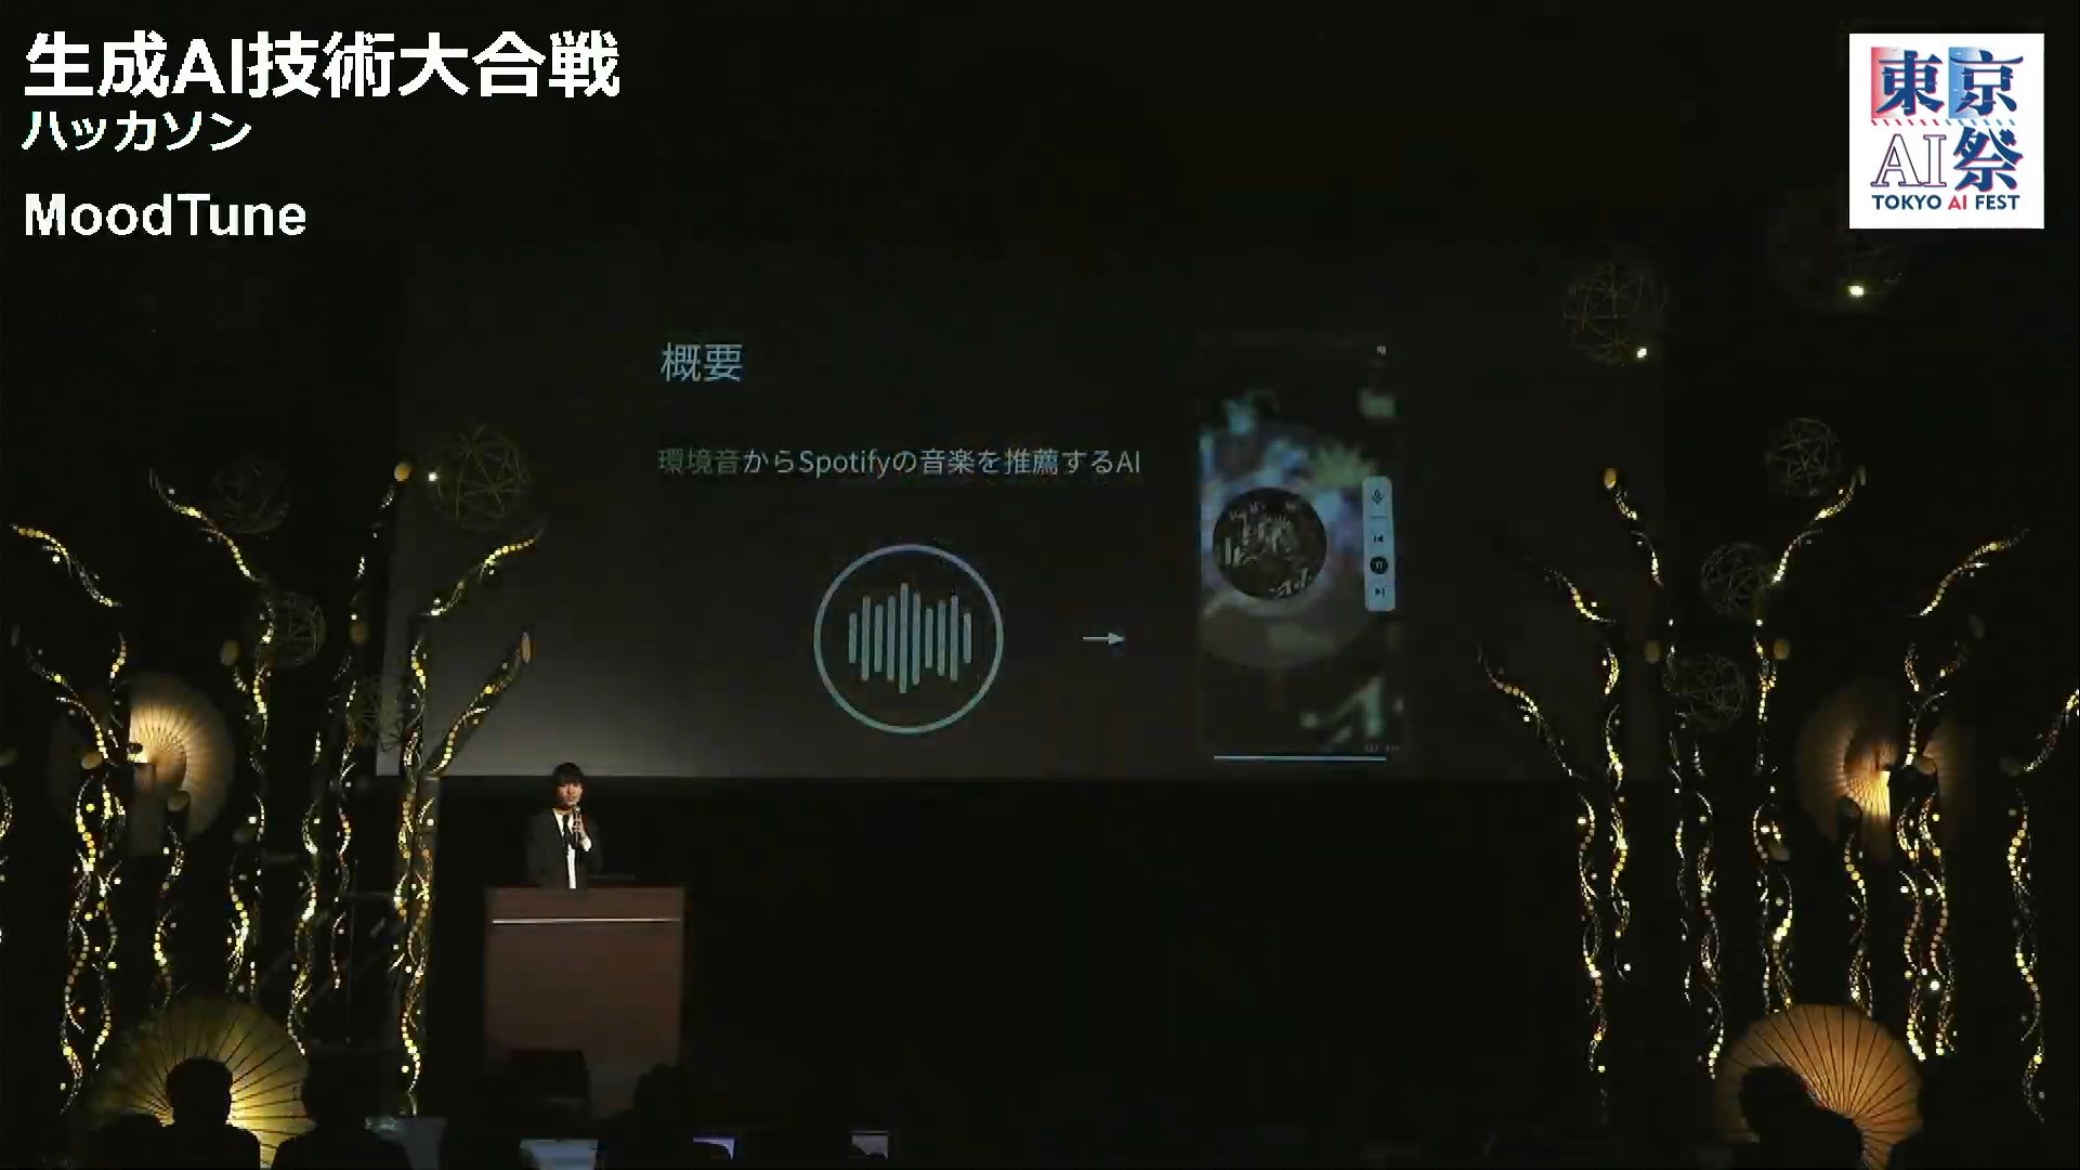 生成AI技術大合戦
ハッカソン
MoodTune
東京
AI祭
TOKYO AI FEST
概要
環境音からSpotifyの音楽を推薦するAI